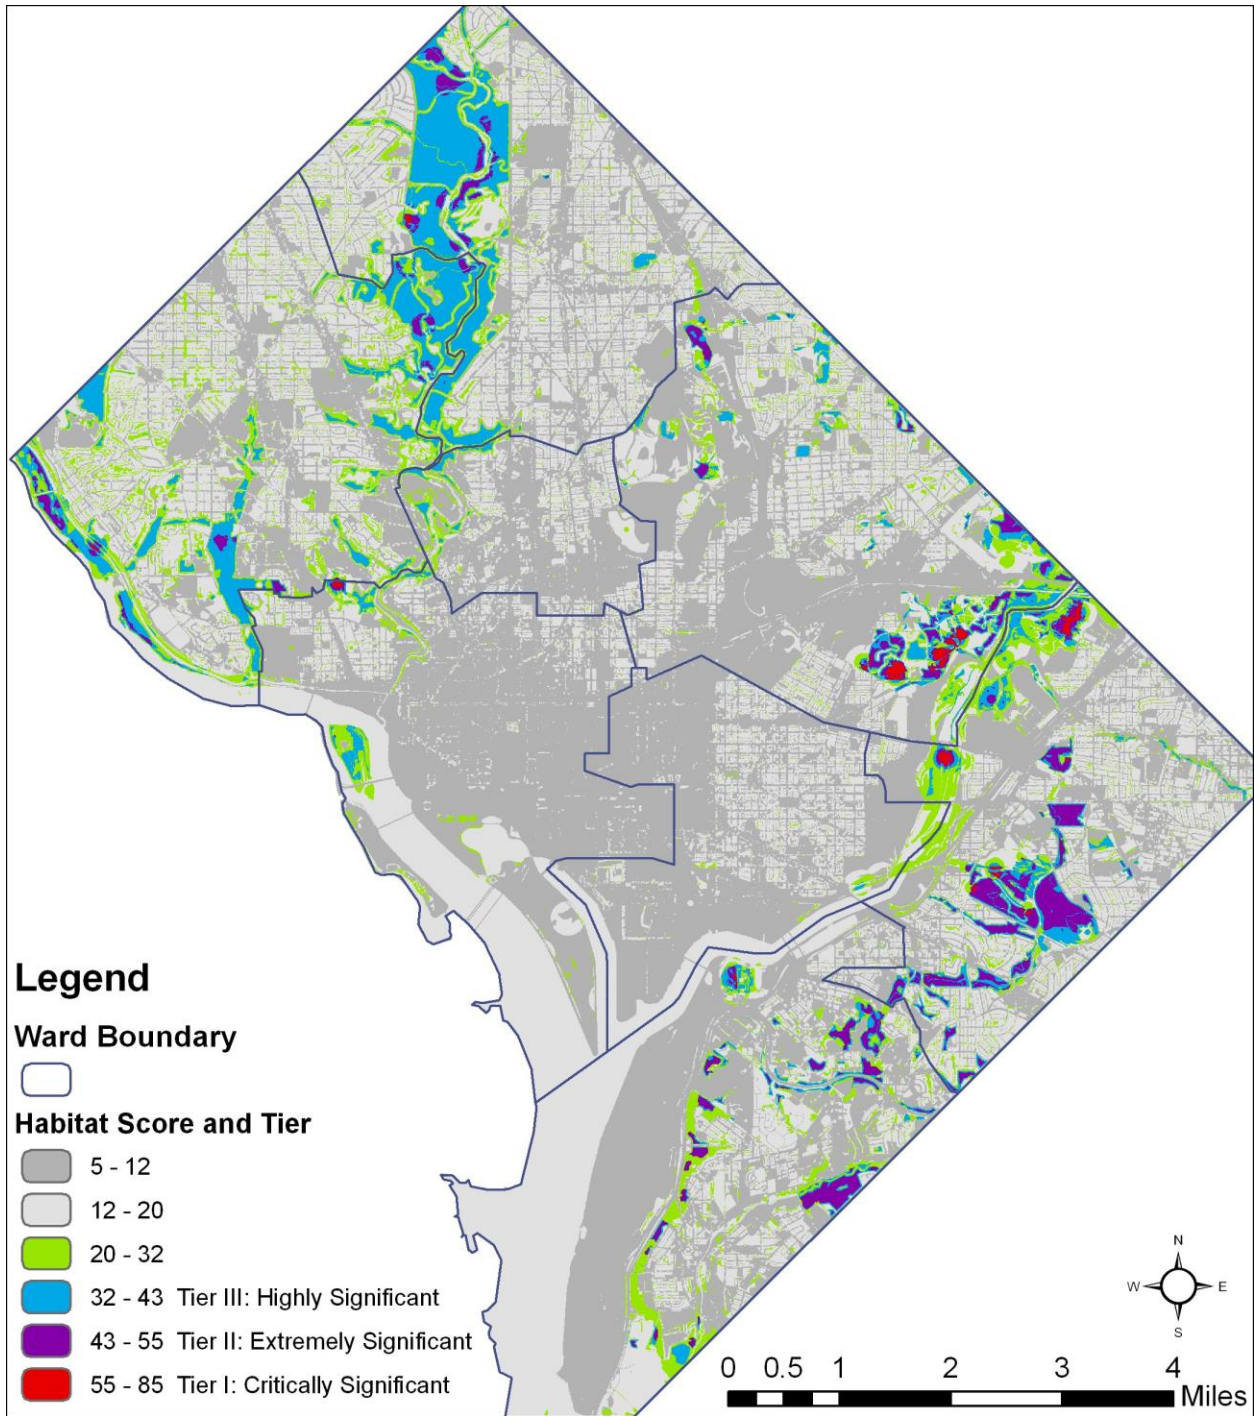 Legend
Ward Boundary
Habitat Score and Tier
5 - 12
12 - 20
20 - 32
32 - 43 Tier III: Highly Significant
43 - 55 Tier II: Extremely Significant
55 - 85 Tier I: Critically Significant
N
W E
S
0 0.5 1 2 3 4
Miles